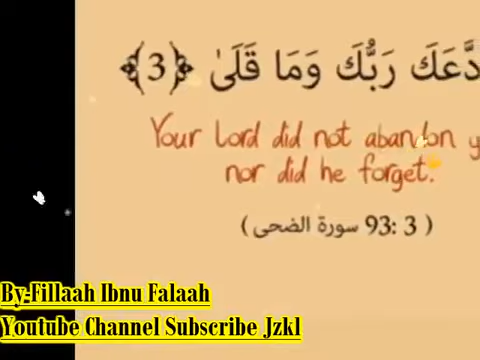 رَبُّكَ وَمَا قَلَىٰ ﴿3﴾
Your Lord did not abandon
nor did he forget.
( 93: 3 سورة الضحى )
By:Fillaah Ibnu Falaah
Youtube Channel Subscribe Jzkl